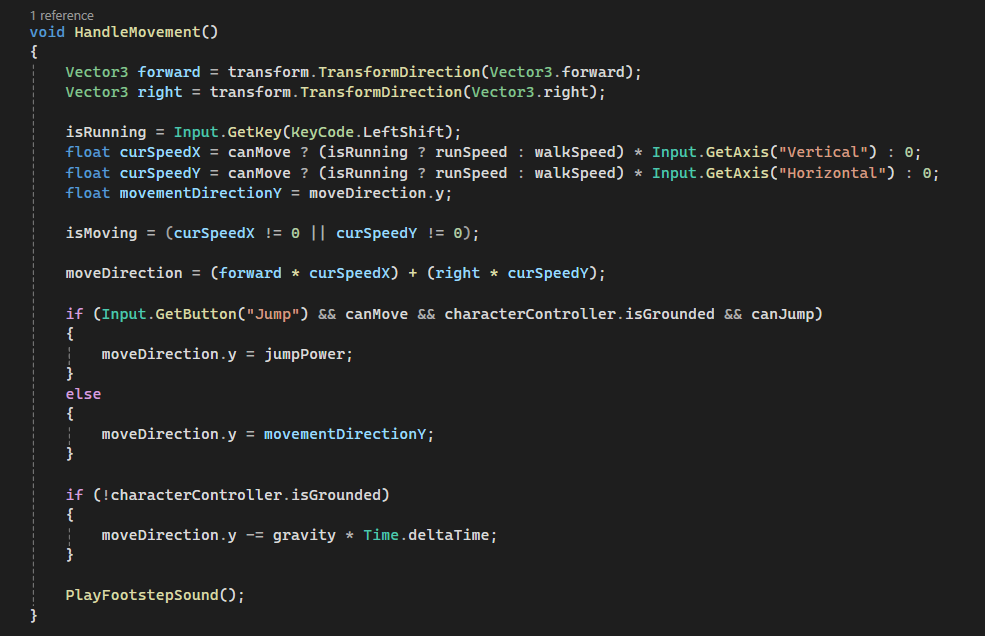 1 reference
void HandleMovement()
{
    Vector3 forward = transform.TransformDirection(Vector3.forward);
    Vector3 right = transform.TransformDirection(Vector3.right);

    isRunning = Input.GetKey(KeyCode.LeftShift);
    float curSpeedX = canMove ? (isRunning ? runSpeed : walkSpeed) * Input.GetAxis("Vertical") : 0;
    float curSpeedY = canMove ? (isRunning ? runSpeed : walkSpeed) * Input.GetAxis("Horizontal") : 0;
    float movementDirectionY = moveDirection.y;

    isMoving = (curSpeedX != 0 || curSpeedY != 0);

    moveDirection = (forward * curSpeedX) + (right * curSpeedY);

    if (Input.GetButton("Jump") && canMove && characterController.isGrounded && canJump)
    {
        moveDirection.y = jumpPower;
    }
    else
    {
        moveDirection.y = movementDirectionY;
    }

    if (!characterController.isGrounded)
    {
        moveDirection.y -= gravity * Time.deltaTime;
    }

    PlayFootstepSound();
}